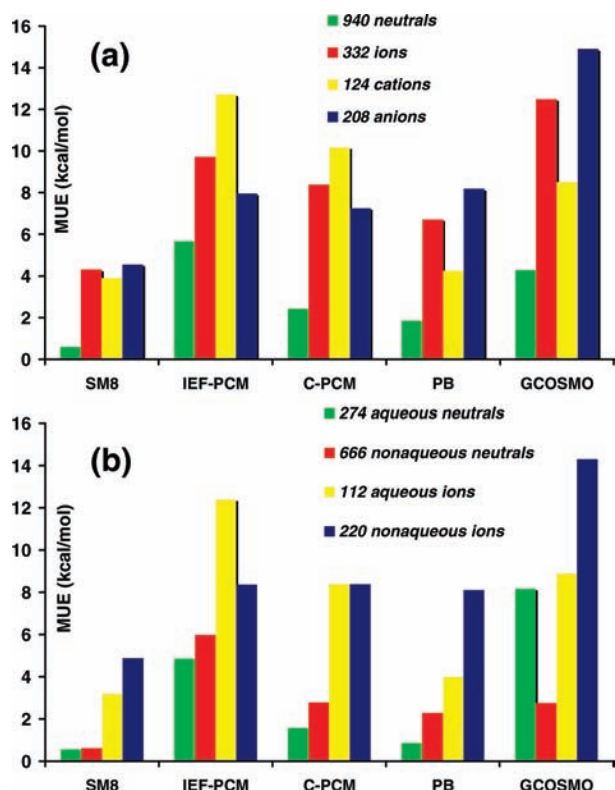 (a)
940 neutrals
332 ions
124 cations
208 anions
MUE (kcal/mol)
16
14
12
10
8
6
4
2
0
SM8 IEF-PCM C-PCM PB GCOSMO
(b)
274 aqueous neutrals
666 nonaqueous neutrals
112 aqueous ions
220 nonaqueous ions
MUE (kcal/mol)
16
14
12
10
8
6
4
2
0
SM8 IEF-PCM C-PCM PB GCOSMO